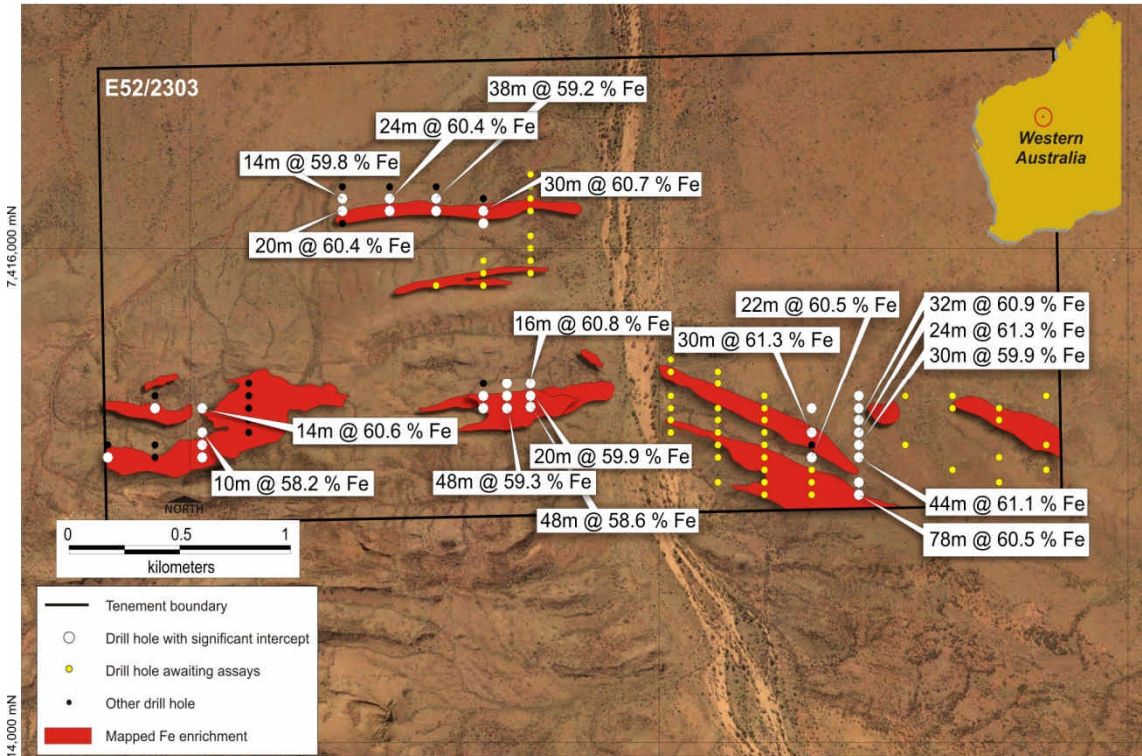 E52/2303
38m @ 59.2 % Fe
24m @ 60.4 % Fe
14m @ 59.8 % Fe
30m @ 60.7 % Fe
20m @ 60.4 % Fe
Western
Australia
7,416,000 mN
16m @ 60.8 % Fe
22m @ 60.5 % Fe
30m @ 61.3 % Fe
32m @ 60.9 % Fe
24m @ 61.3 % Fe
30m @ 59.9 % Fe
14m @ 60.6 % Fe
10m @ 58.2 % Fe
20m @ 59.9 % Fe
48m @ 59.3 % Fe
48m @ 58.6 % Fe
44m @ 61.1 % Fe
78m @ 60.5 % Fe
NORTH
0 0.5 1
kilometers
Tenement boundary
Drill hole with significant intercept
Drill hole awaiting assays
Other drill hole
Mapped Fe enrichment
14,000 mN